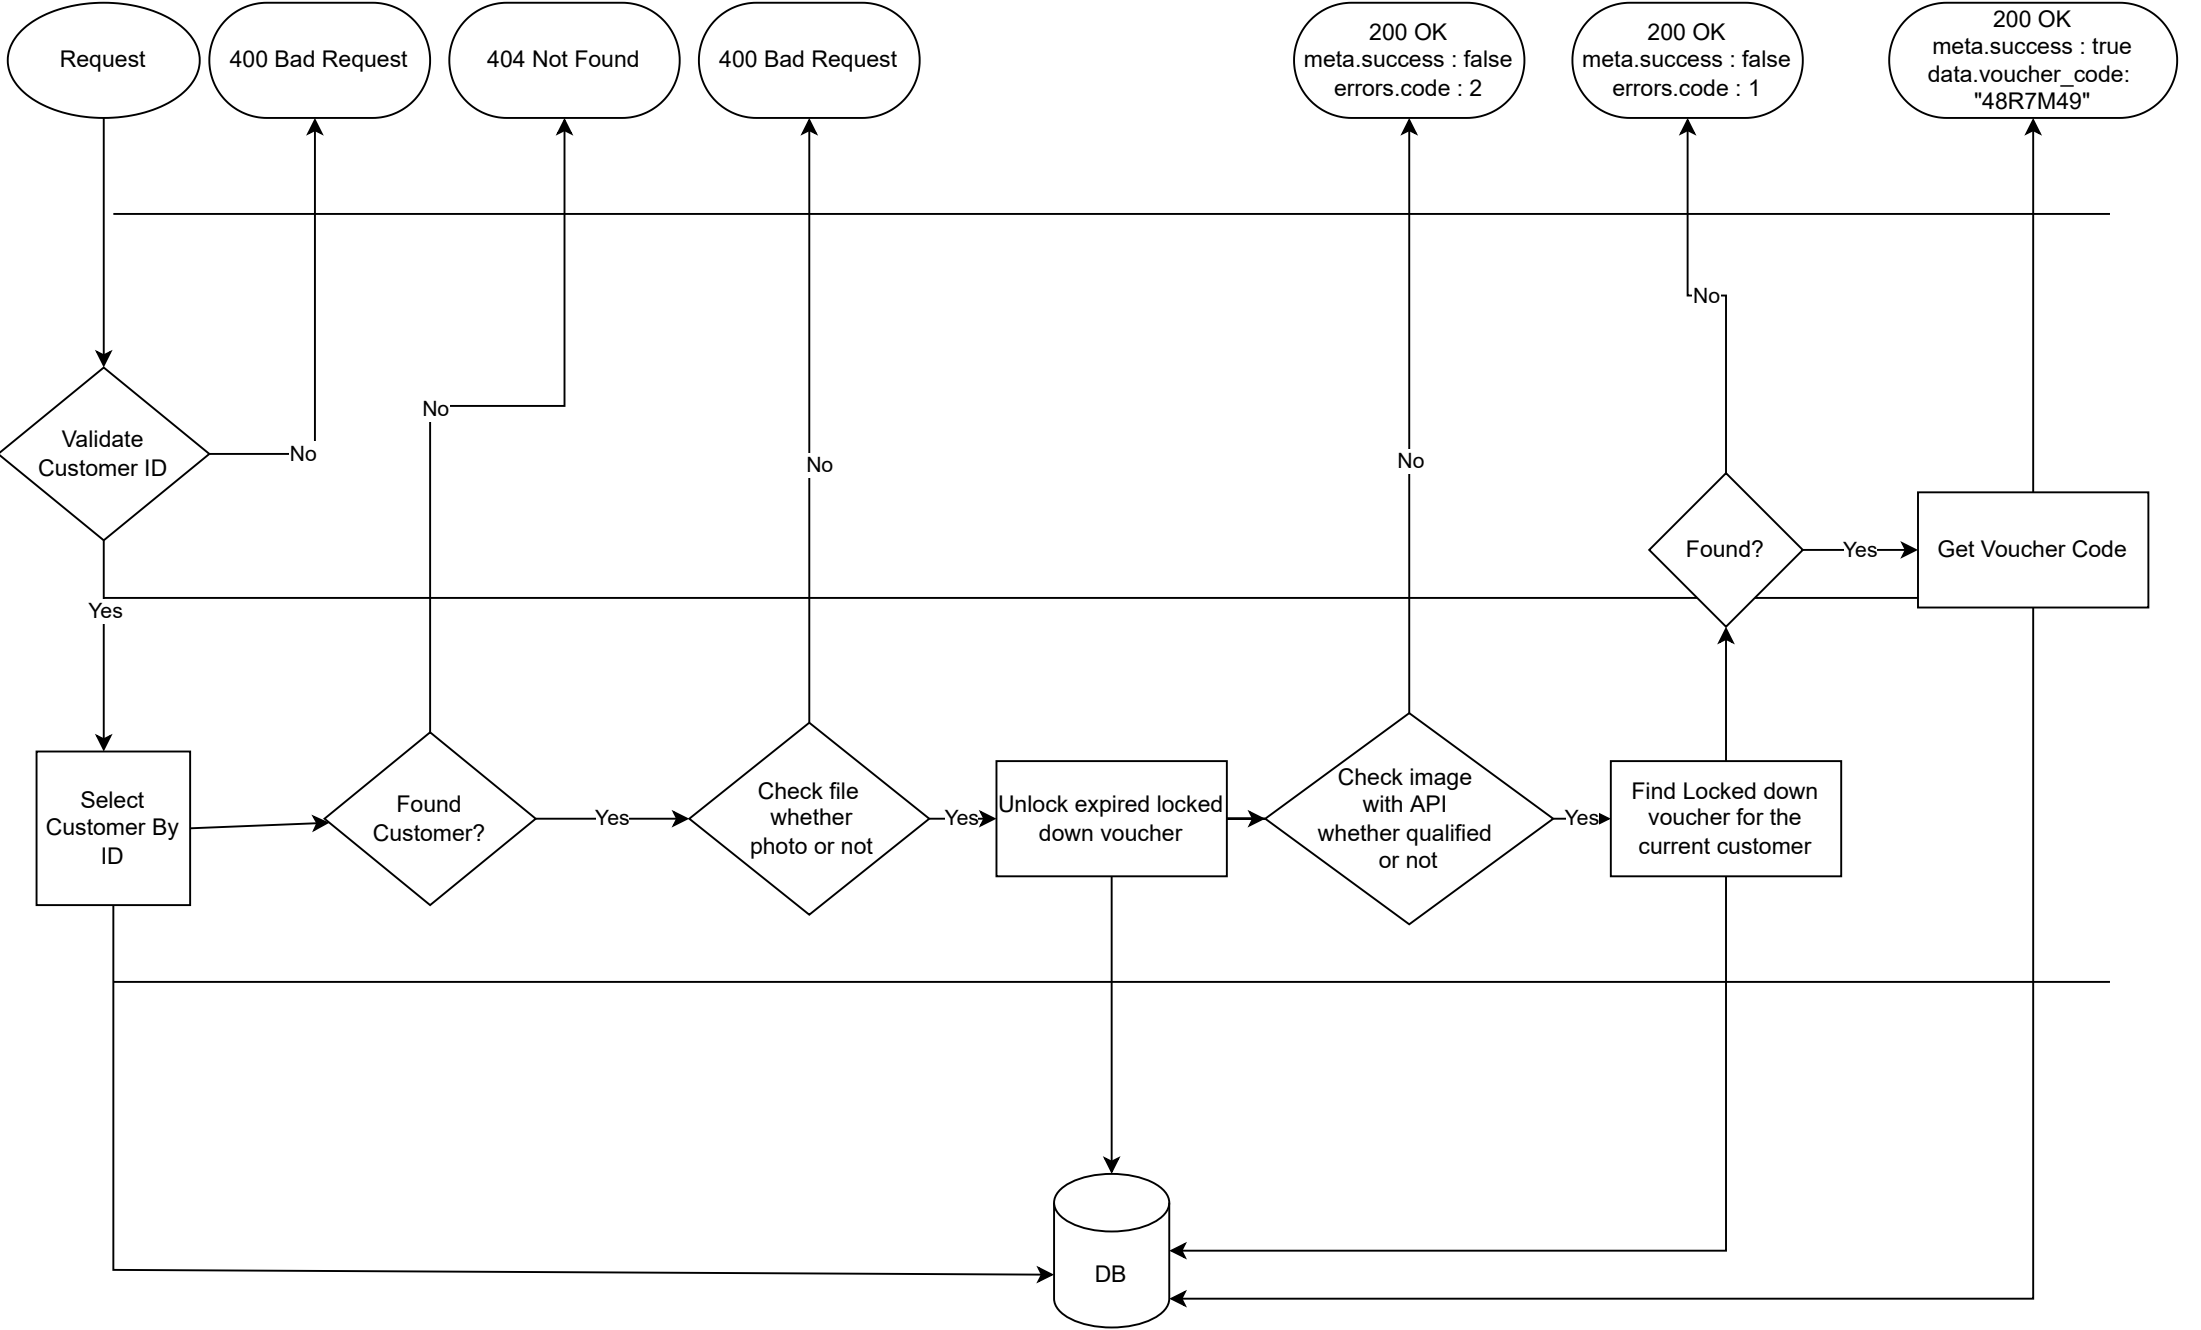 Request
400 Bad Request
404 Not Found
400 Bad Request
200 OK
meta.success : false
errors.code : 2
200 OK
meta.success : false
errors.code : 1
200 OK
meta.success : true
data.voucher_code:
"48R7M49"
No
No
Validate
Customer ID
No
No
No
Found?
Yes
Get Voucher Code
Yes
Select
Customer By
ID
Found
Customer?
Yes
Check file
whether
photo or not
Yes
Unlock expired locked
down voucher
Check image
with API
whether qualified
or not
Yes
Find Locked down
voucher for the
current customer
DB